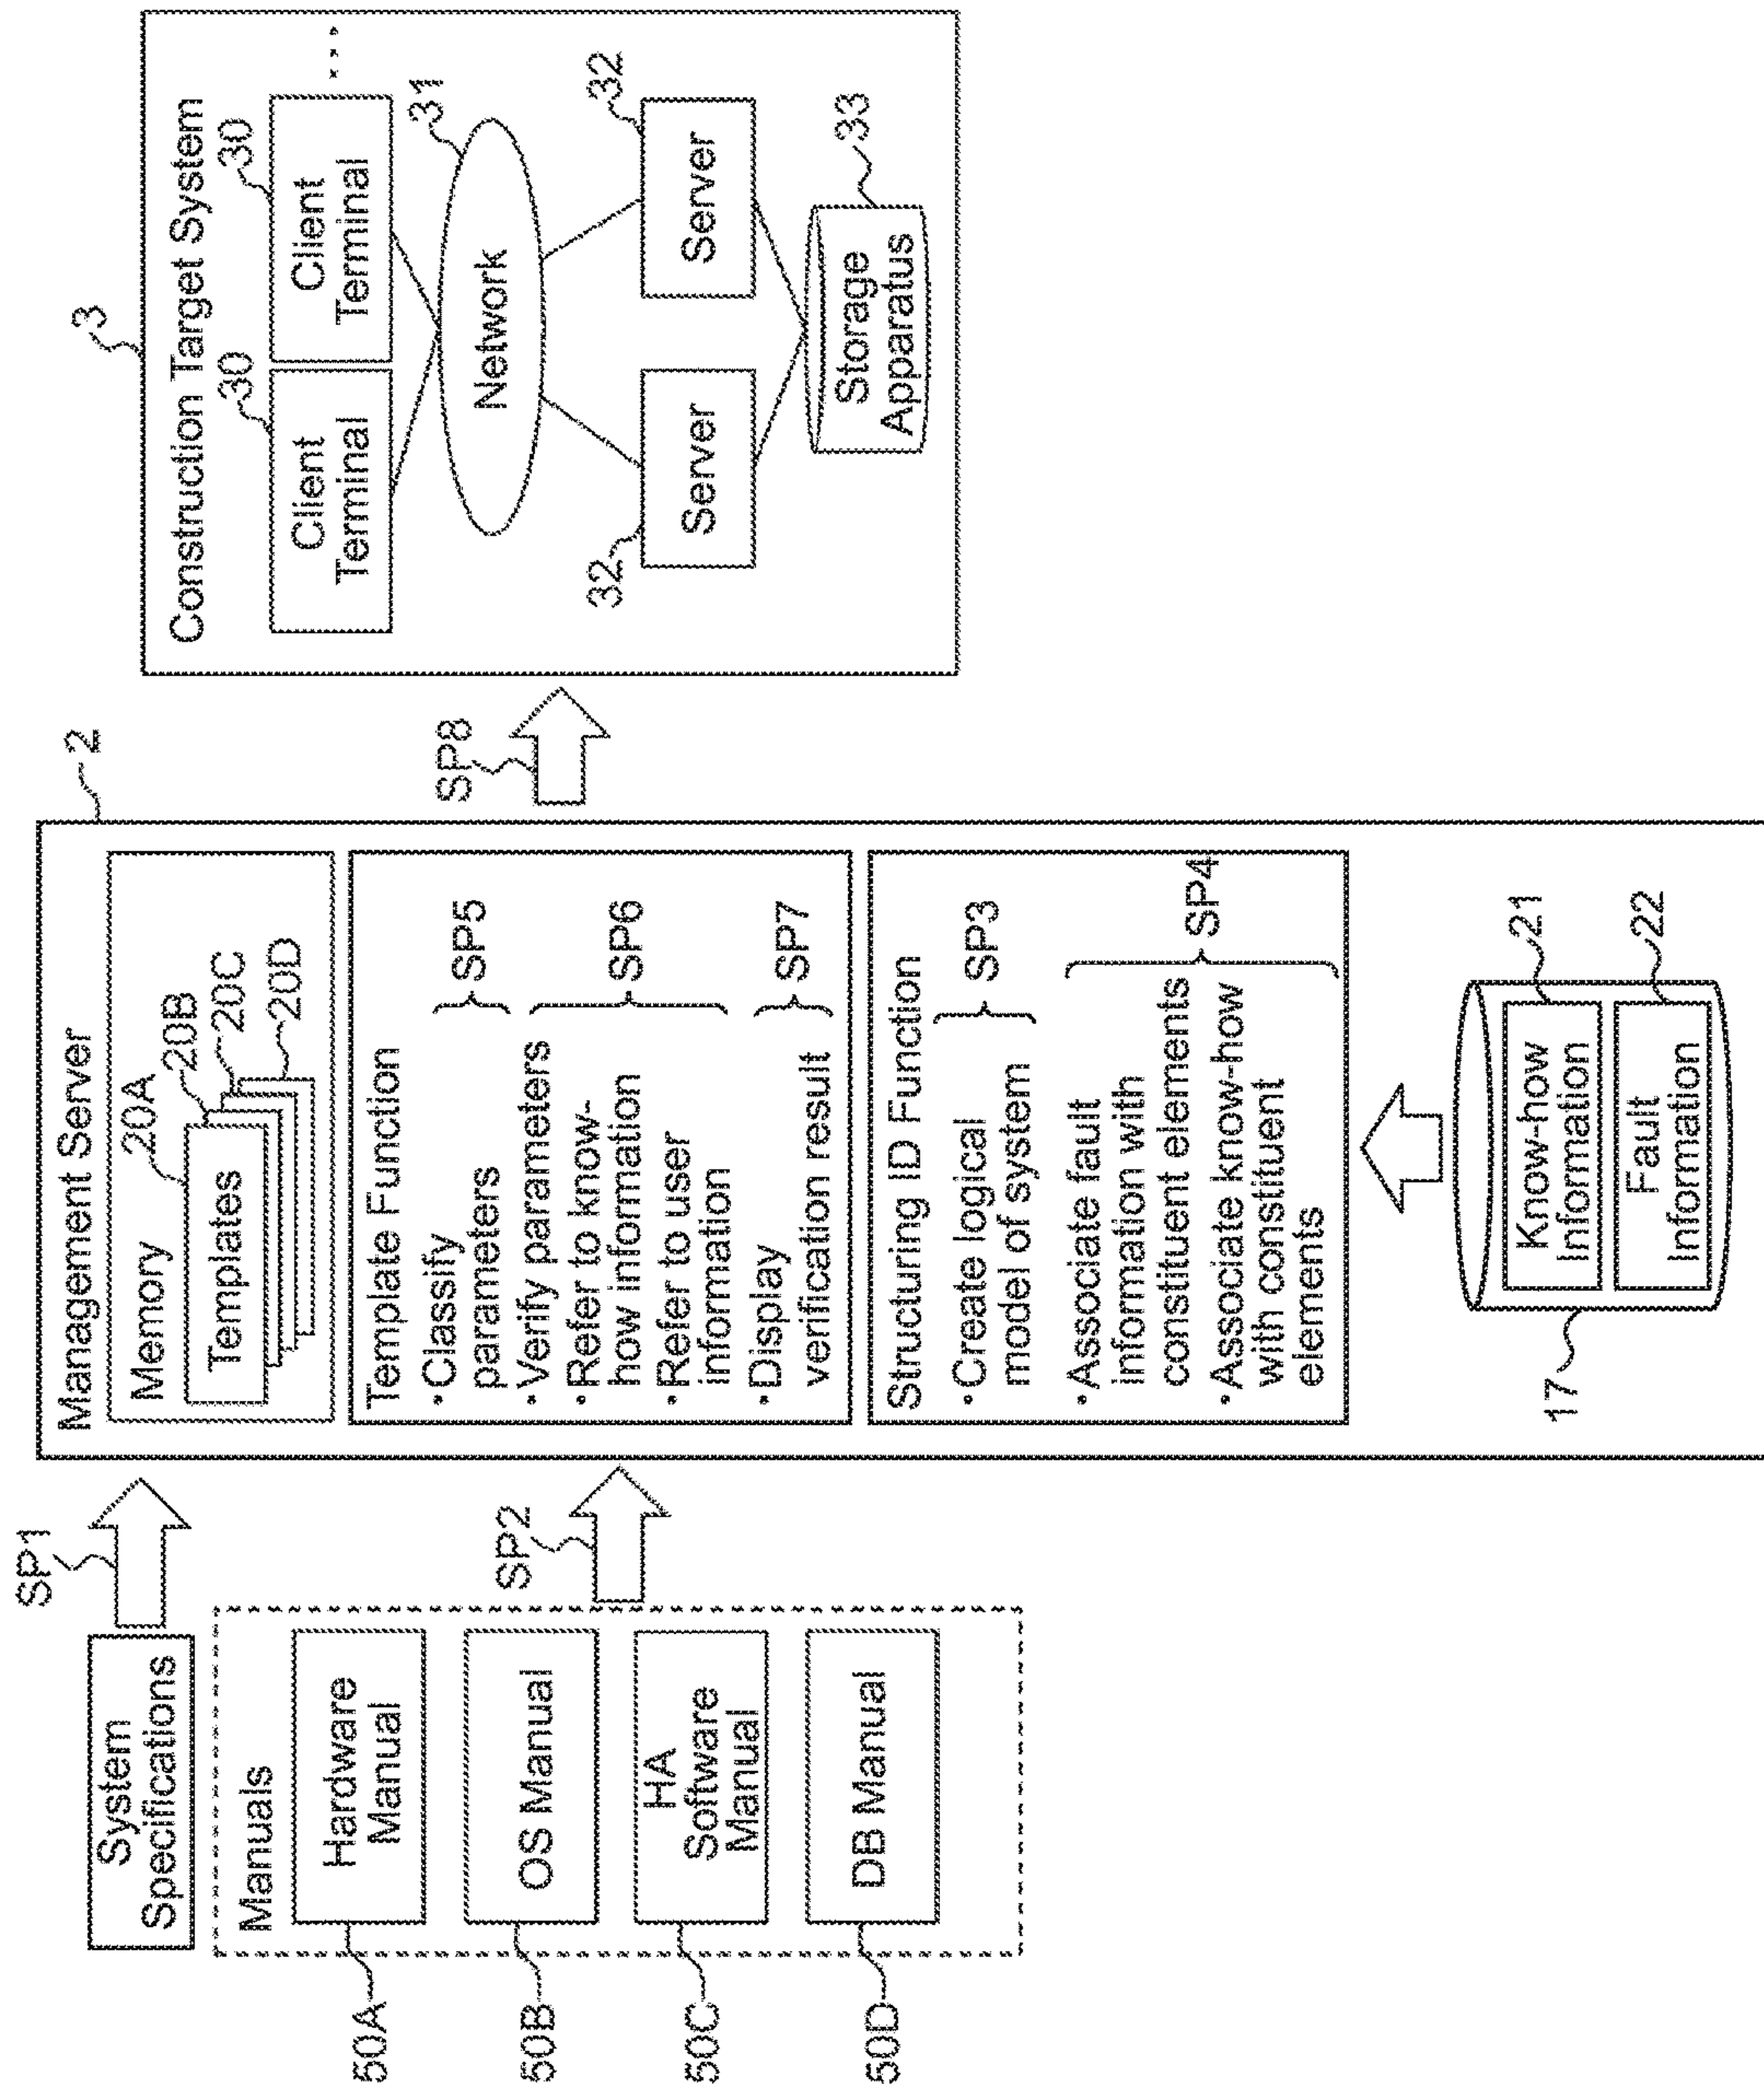 SP1
System
Specifications
Manuals
Hardware
Manual
50A
OS Manual
50B
HA
Software
Manual
50C
DB Manual
50D
SP2
Management Server
2
Memory
Templates
20A
20B
20C
20D
Template Function
• Classify
parameters
SP5
• Verify parameters
• Refer to know-
how information
• Refer to user
information
SP6
• Display
verification result
SP7
Structuring ID Function
• Create logical
model of system
SP3
• Associate fault
information with
constituent elements
• Associate know-how
with constituent
elements
SP4
17
Know-how
Information
21
Fault
Information
22
SP8
3
Construction Target System
30
30
Client
Terminal
Client
Terminal
...
Network
31
32
Server
Server
32
Storage
Apparatus
33